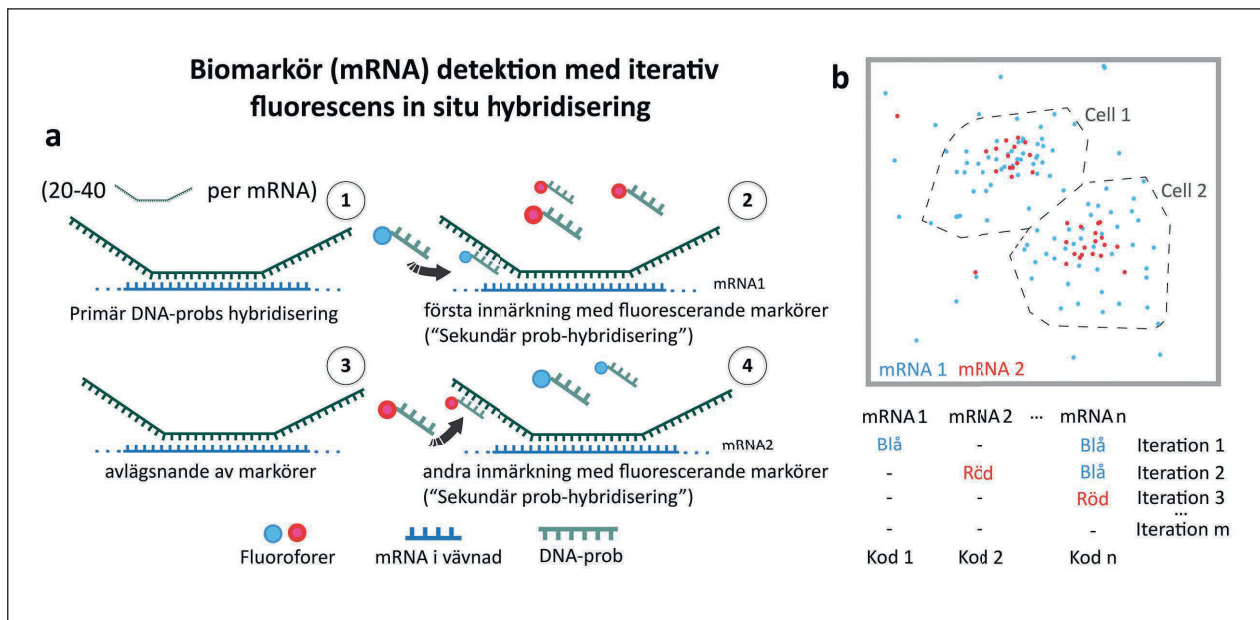 Biomarkör (mRNA) detektion med iterativ
fluorescens in situ hybridisering
a
(20-40 per mRNA)
1
Primär DNA-probs hybridisering
2
mRNA1
första inmärkning med fluorescerande markörer
(“Sekundär prob-hybridisering”)
3
avlägsnande av markörer
4
mRNA2
andra inmärkning med fluorescerande markörer
(“Sekundär prob-hybridisering”)
Fluoroforer
mRNA i vävnad
DNA-prob
b
Cell 1
Cell 2
mRNA 1 mRNA 2
mRNA 1 mRNA 2 ... mRNA n
Blå - Blå Iteration 1
- Röd Blå Iteration 2
- - Röd Iteration 3
...
- - - Iteration m
Kod 1 Kod 2 Kod n